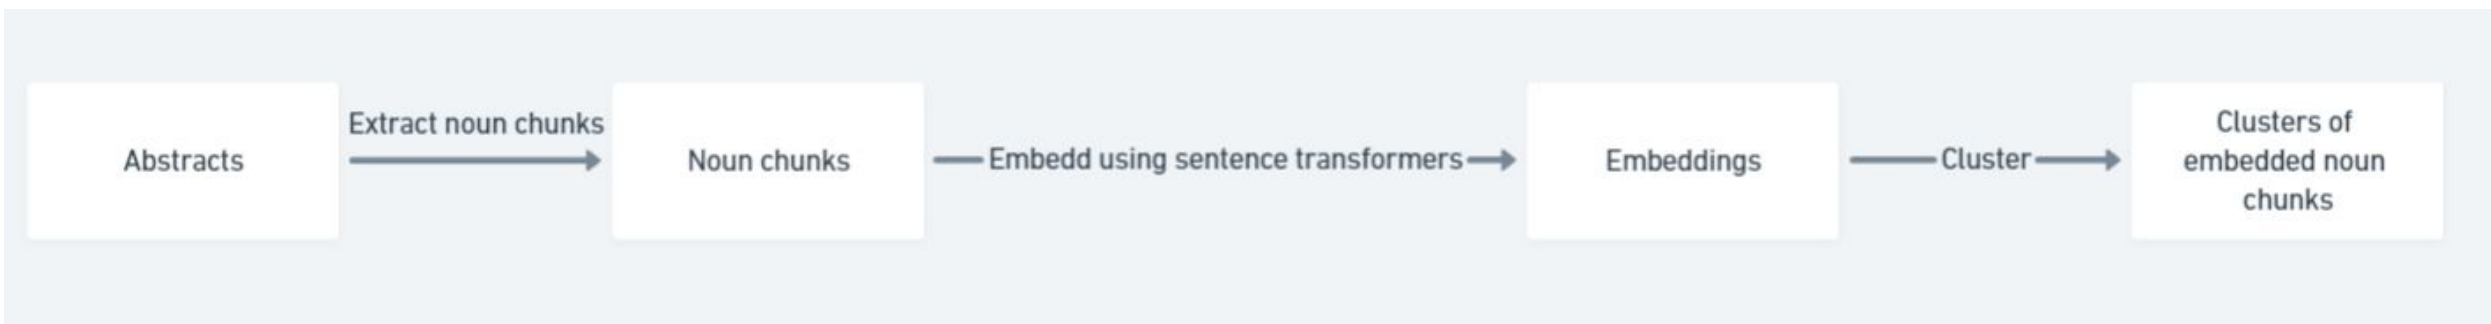 Abstracts
Extract noun chunks
Noun chunks
Embedd using sentence transformers
Embeddings
Cluster
Clusters of
embedded noun
chunks